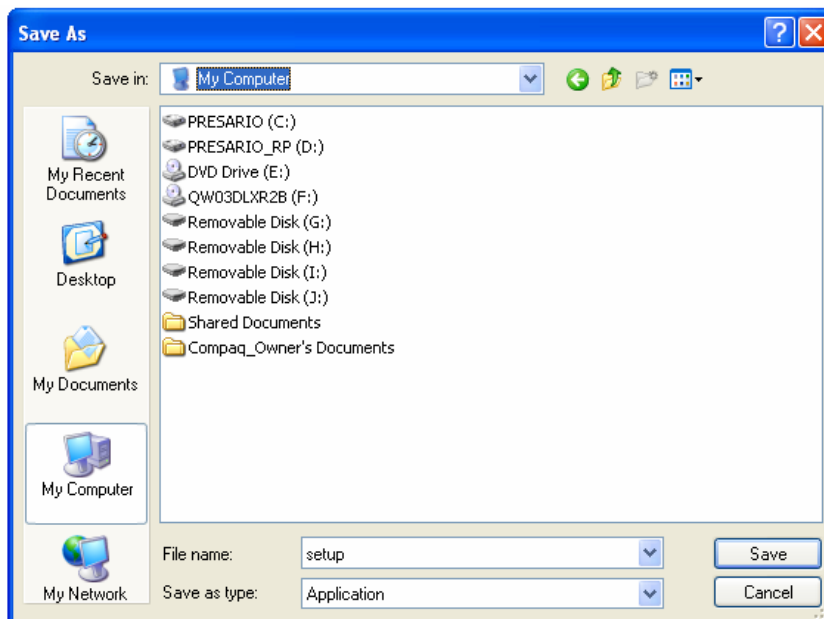 Save As
Save in:
My Computer
My Recent
Documents
Desktop
My Documents
My Computer
My Network
PRESARIO (C:)
PRESARIO_RP (D:)
DVD Drive (E:)
QW03DLXR2B (F:)
Removable Disk (G:)
Removable Disk (H:)
Removable Disk (I:)
Removable Disk (J:)
Shared Documents
Compaq_Owner's Documents
File name:
setup
Save
Save as type:
Application
Cancel